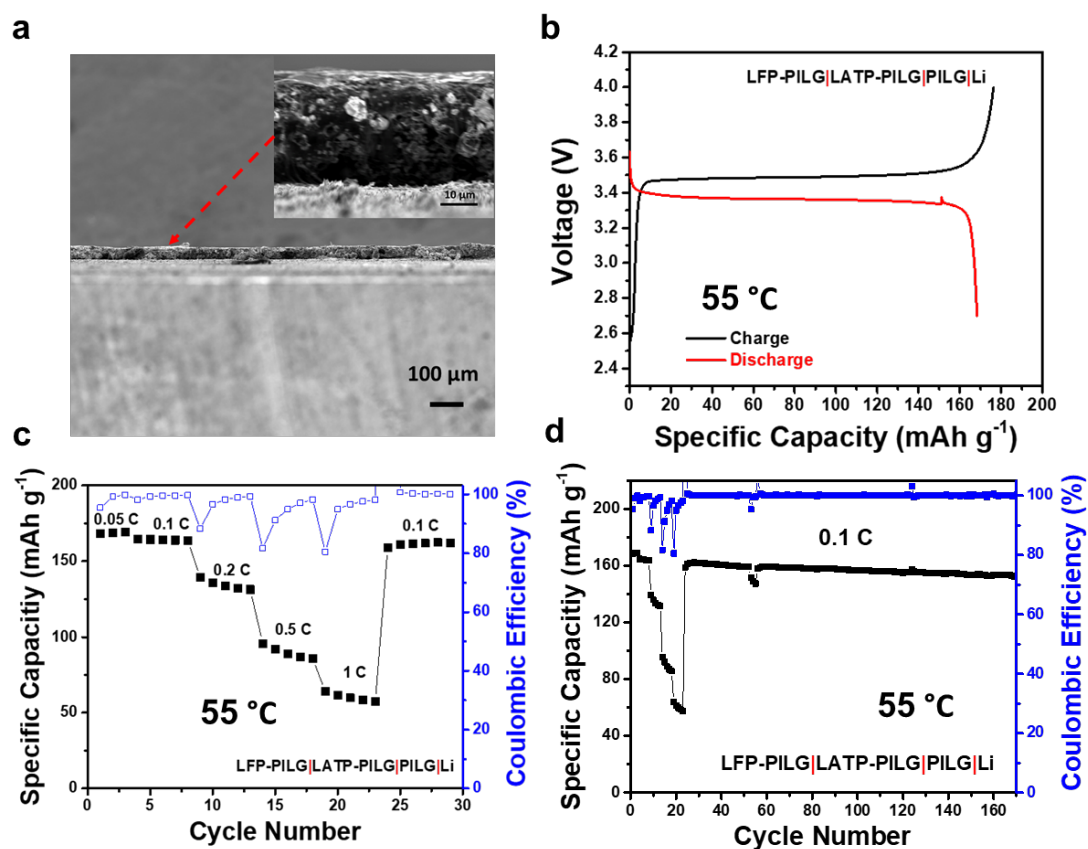 a
10 µm
100 µm
b
4.2
4.0
3.8
3.6
3.4
3.2
3.0
2.8
2.6
2.4
Voltage (V)
LFP-PILG|LATP-PILG|PILG|Li
55 °C
Charge
Discharge
0 20 40 60 80 100 120 140 160 180 200
Specific Capacity (mAh g-1)
c
200
150
100
50
0
Specific Capacitiy (mAh g-1)
0.05 C
0.1 C
0.2 C
0.5 C
1 C
0.1 C
55 °C
LFP-PILG|LATP-PILG|PILG|Li
0 5 10 15 20 25 30
Cycle Number
100
80
60
40
20
0
Coulombic Efficiency (%)
d
200
160
120
80
40
0
Specific Capacitiy (mAh g-1)
0.1 C
55 °C
LFP-PILG|LATP-PILG|PILG|Li
0 20 40 60 80 100 120 140 160
Cycle Number
100
90
80
70
60
50
40
30
20
10
0
Coulombic Efficiency (%)